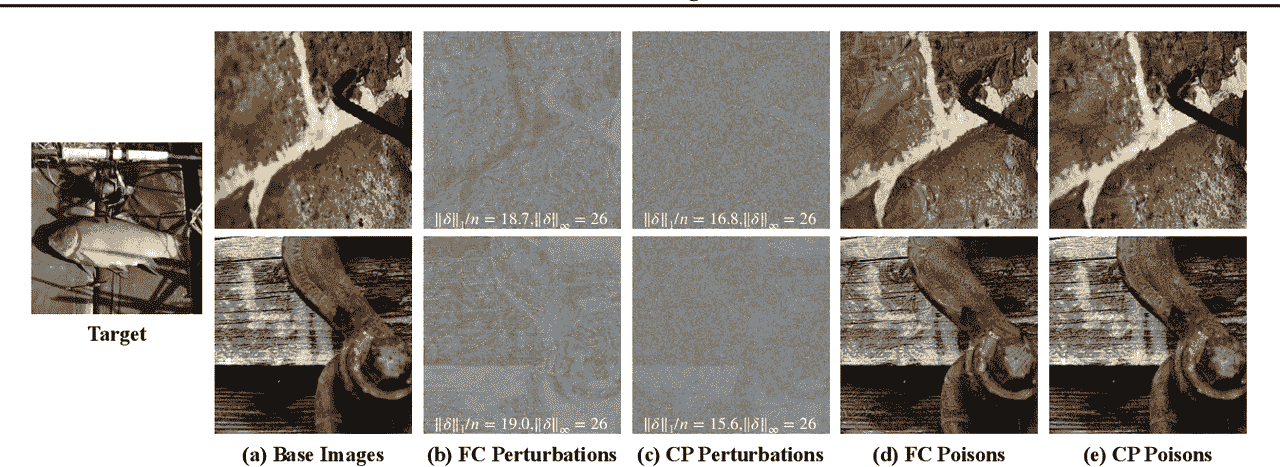 ‖δ‖₁/n = 18.7,‖δ‖∞ = 26
‖δ‖₁/n = 16.8,‖δ‖∞ = 26
Target
‖δ‖₁/n = 19.0,‖δ‖∞ = 26
‖δ‖₁/n = 15.6,‖δ‖∞ = 26
(a) Base Images
(b) FC Perturbations
(c) CP Perturbations
(d) FC Poisons
(e) CP Poisons